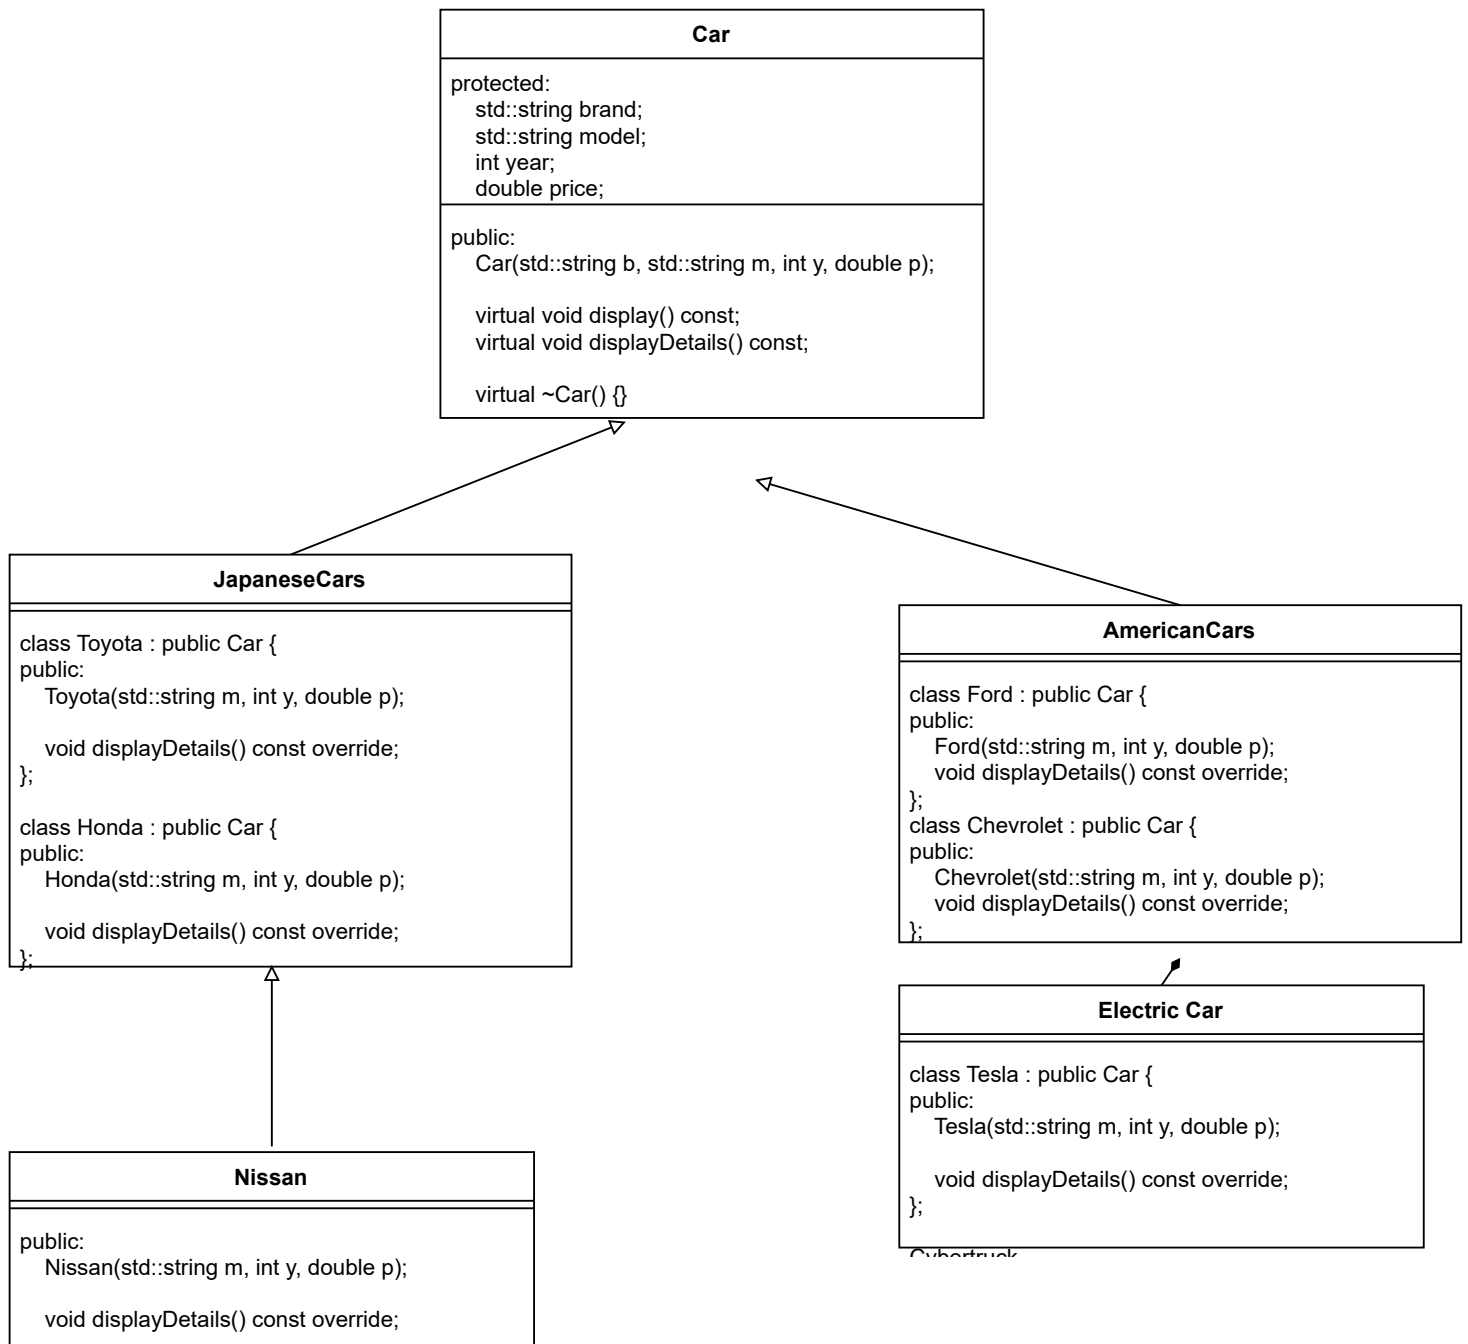 Car
protected:
std::string brand;
std::string model;
int year;
double price;
public:
Car(std::string b, std::string m, int y, double p);
virtual void display() const;
virtual void displayDetails() const;
virtual ~Car() {}
JapaneseCars
class Toyota : public Car {
public:
Toyota(std::string m, int y, double p);
void displayDetails() const override;
};
class Honda : public Car {
public:
Honda(std::string m, int y, double p);
void displayDetails() const override;
};
AmericanCars
class Ford : public Car {
public:
Ford(std::string m, int y, double p);
void displayDetails() const override;
};
class Chevrolet : public Car {
public:
Chevrolet(std::string m, int y, double p);
void displayDetails() const override;
};
Electric Car
class Tesla : public Car {
public:
Tesla(std::string m, int y, double p);
void displayDetails() const override;
};
Cybertruck
Nissan
public:
Nissan(std::string m, int y, double p);
void displayDetails() const override;